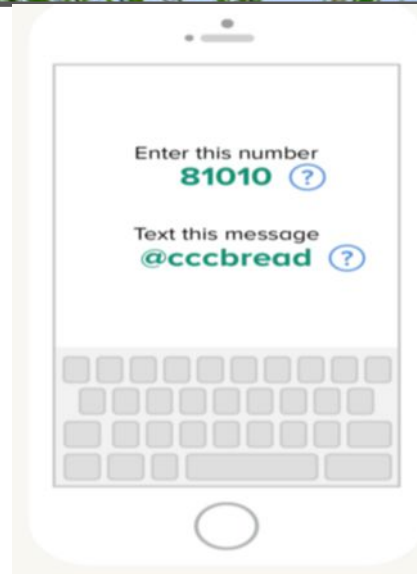 Enter this number
81010 ?
Text this message
@cccbread ?